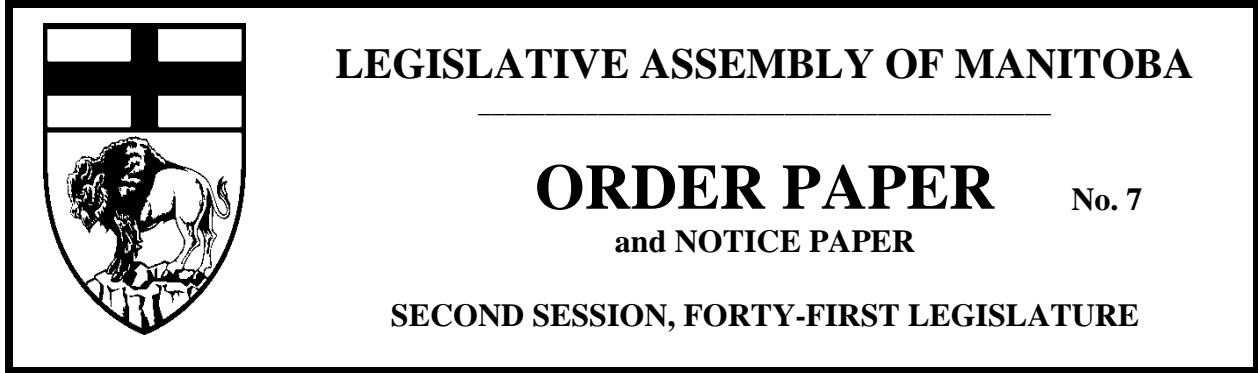 LEGISLATIVE ASSEMBLY OF MANITOBA
ORDER PAPER No. 7
and NOTICE PAPER
SECOND SESSION, FORTY-FIRST LEGISLATURE